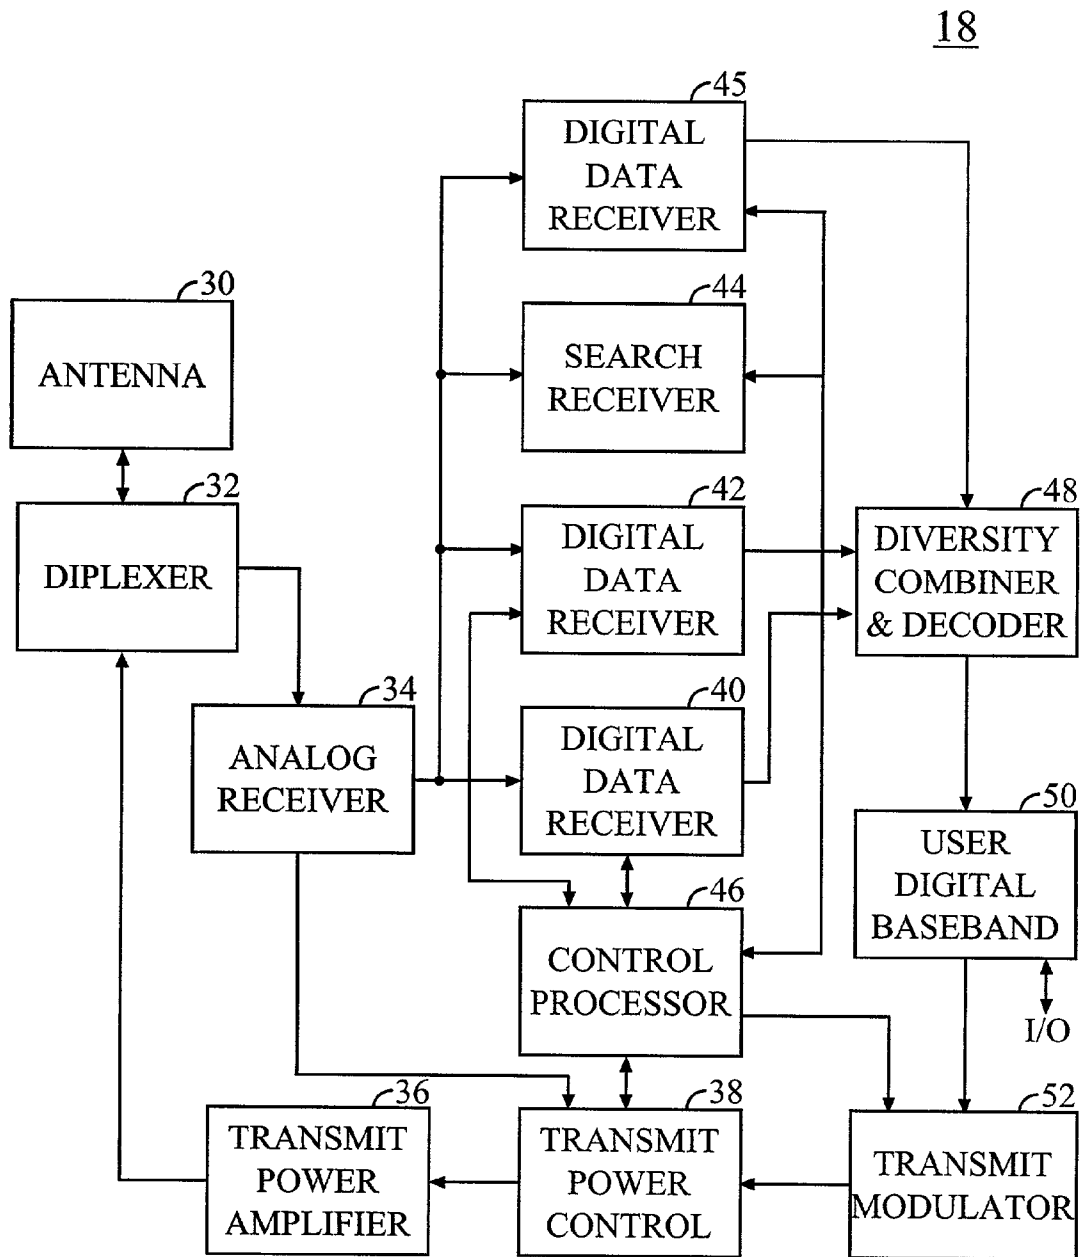 18
45
DIGITAL
DATA
RECEIVER
30
ANTENNA
44
SEARCH
RECEIVER
32
DIPLEXER
42
DIGITAL
DATA
RECEIVER
48
DIVERSITY
COMBINER
& DECODER
34
ANALOG
RECEIVER
40
DIGITAL
DATA
RECEIVER
50
USER
DIGITAL
BASEBAND
I/O
46
CONTROL
PROCESSOR
36
TRANSMIT
POWER
AMPLIFIER
38
TRANSMIT
POWER
CONTROL
52
TRANSMIT
MODULATOR